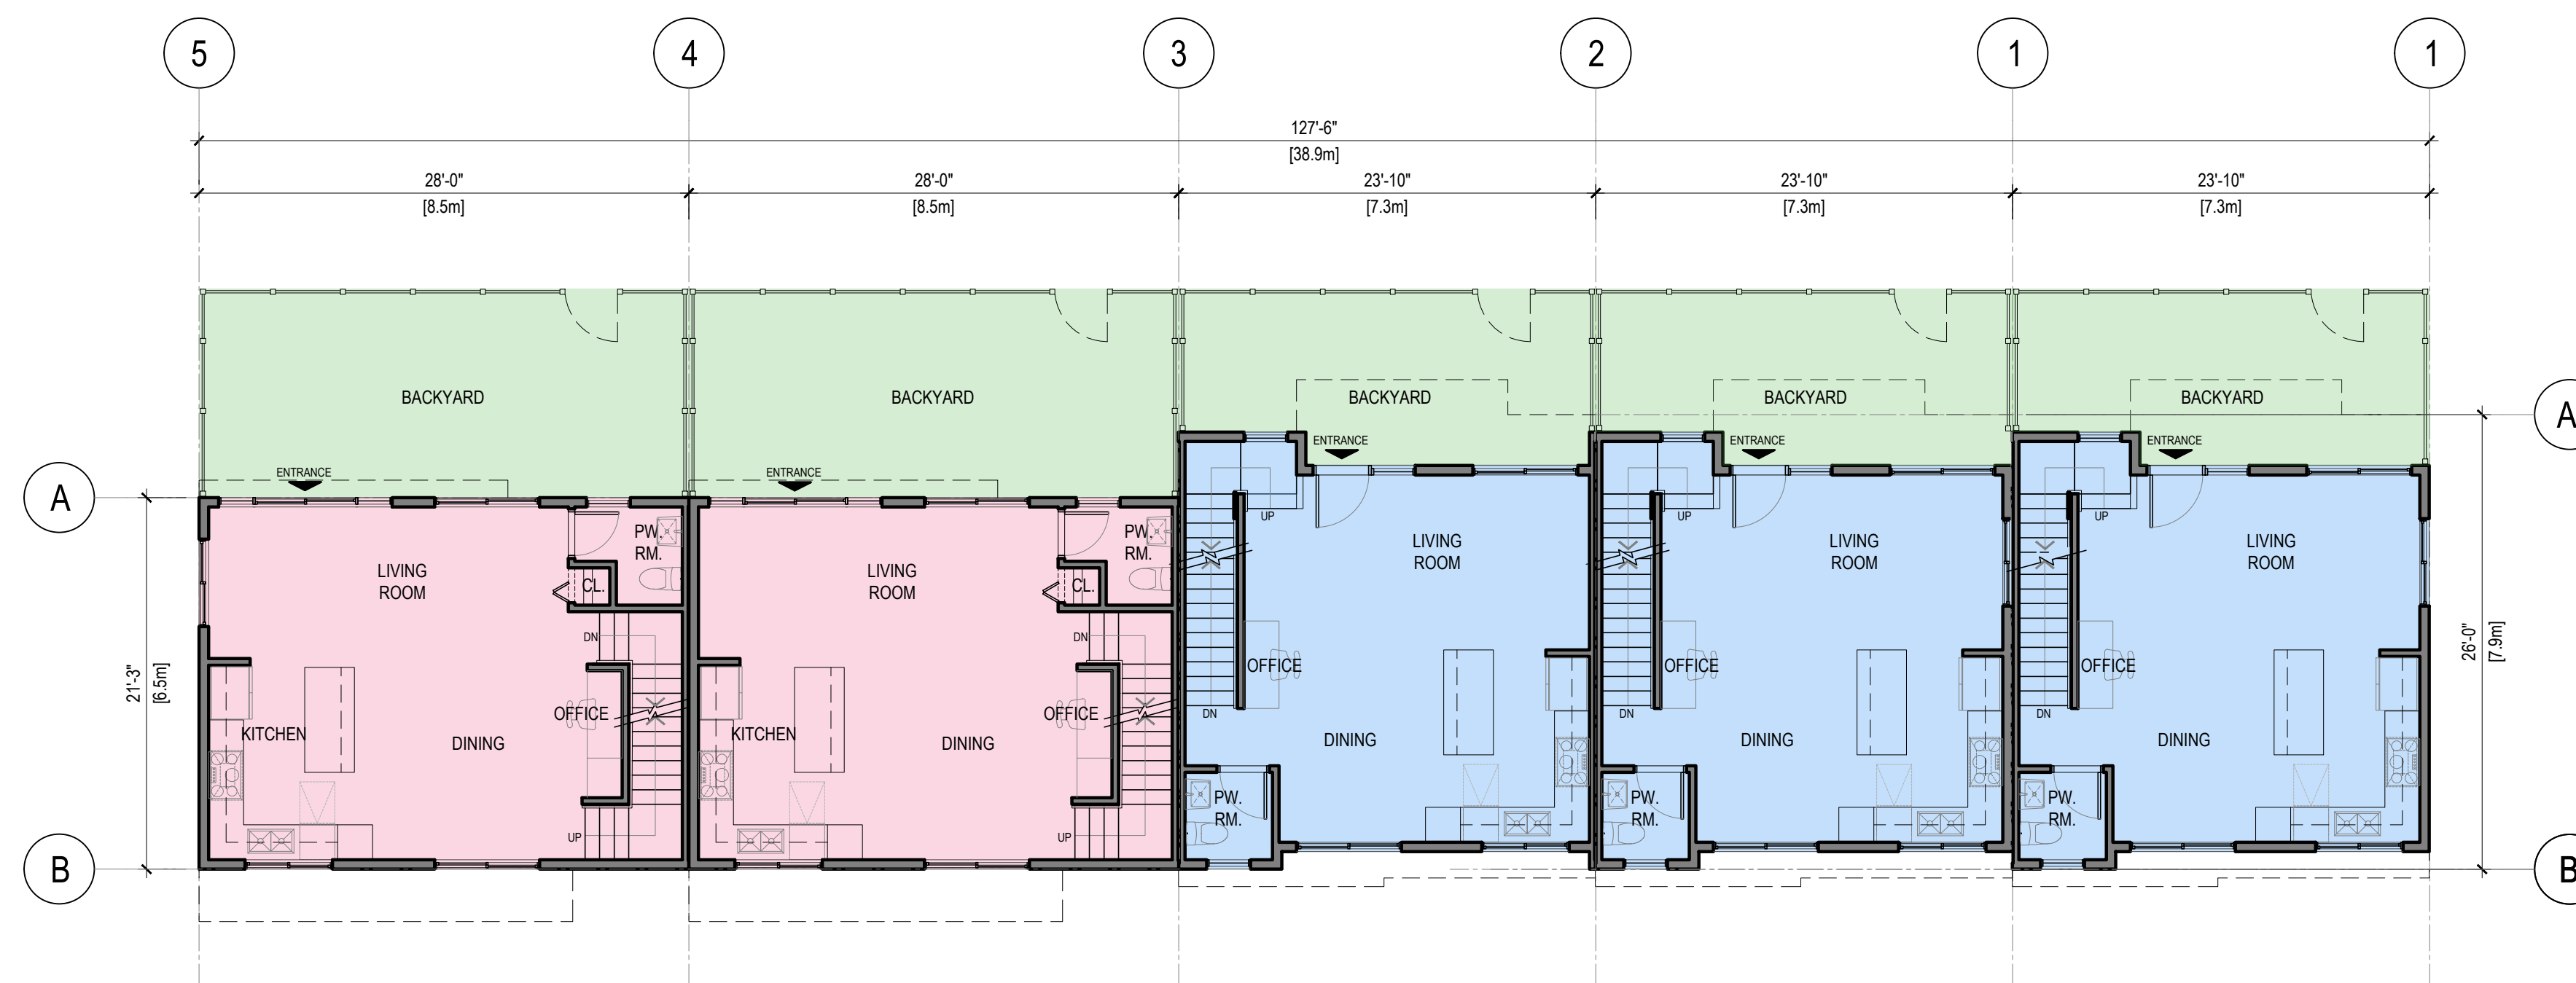 5 4 3 2 1 1
127'-6"
[38.9m]
28'-0" 28'-0" 23'-10" 23'-10" 23'-10"
[8.5m] [8.5m] [7.3m] [7.3m] [7.3m]
BACKYARD BACKYARD BACKYARD BACKYARD BACKYARD
A
ENTRANCE ENTRANCE ENTRANCE
ENTRANCE ENTRANCE
A
UP UP UP
PW. PW.
RM. RM.
LIVING LIVING LIVING
ROOM ROOM ROOM
LIVING LIVING
ROOM ROOM
CL. CL.
DN DN
21'-3"
[6.5m]
26'-0"
[7.9m]
OFFICE OFFICE OFFICE
OFFICE OFFICE
DN DN DN
KITCHEN KITCHEN
DINING DINING DINING DINING DINING
PW. PW. PW.
RM. RM. RM.
UP UP
B B